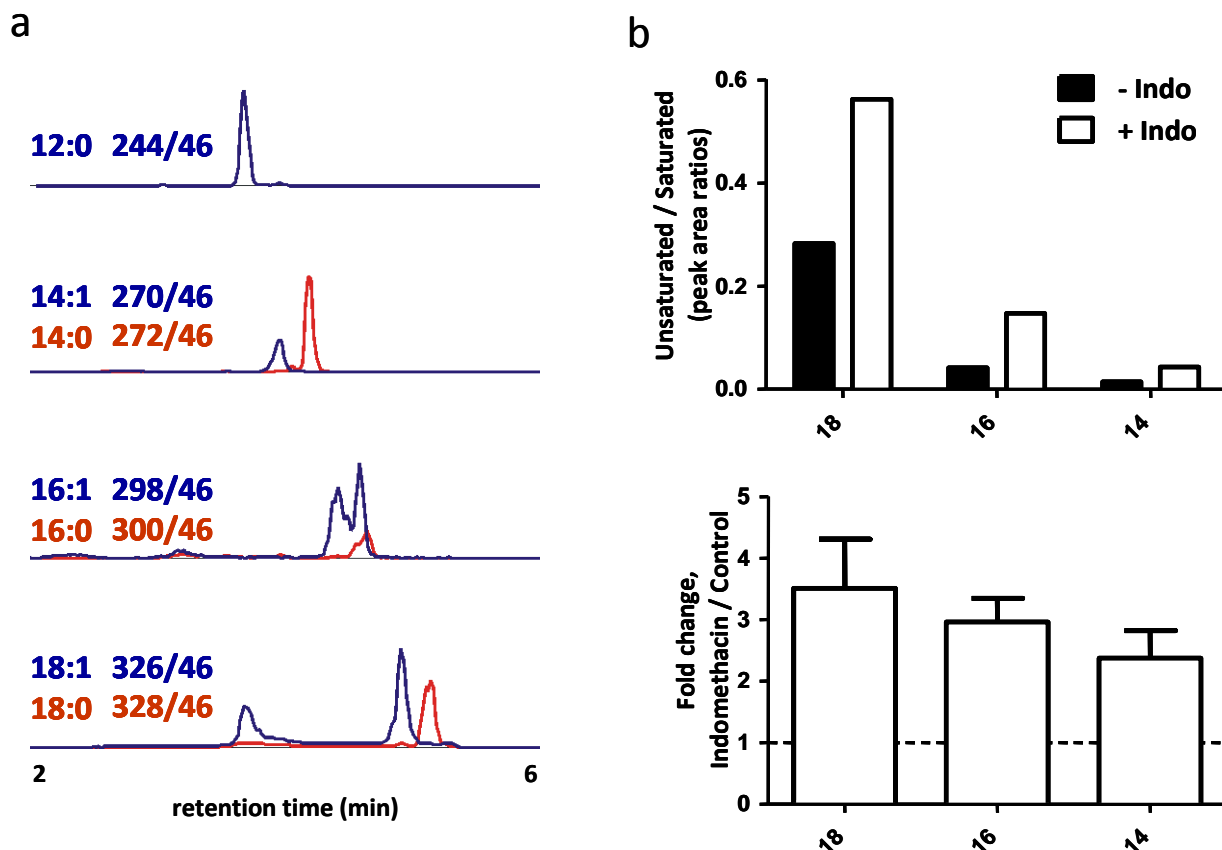 a
12:0 244/46
14:1 270/46
14:0 272/46
16:1 298/46
16:0 300/46
18:1 326/46
18:0 328/46
2 6
retention time (min)
b
Unsaturated / Saturated
(peak area ratios)
0.6
0.4
0.2
0.0
- Indo
+ Indo
18 16 14
Fold change,
Indomethacin / Control
5
4
3
2
1
0
18 16 14